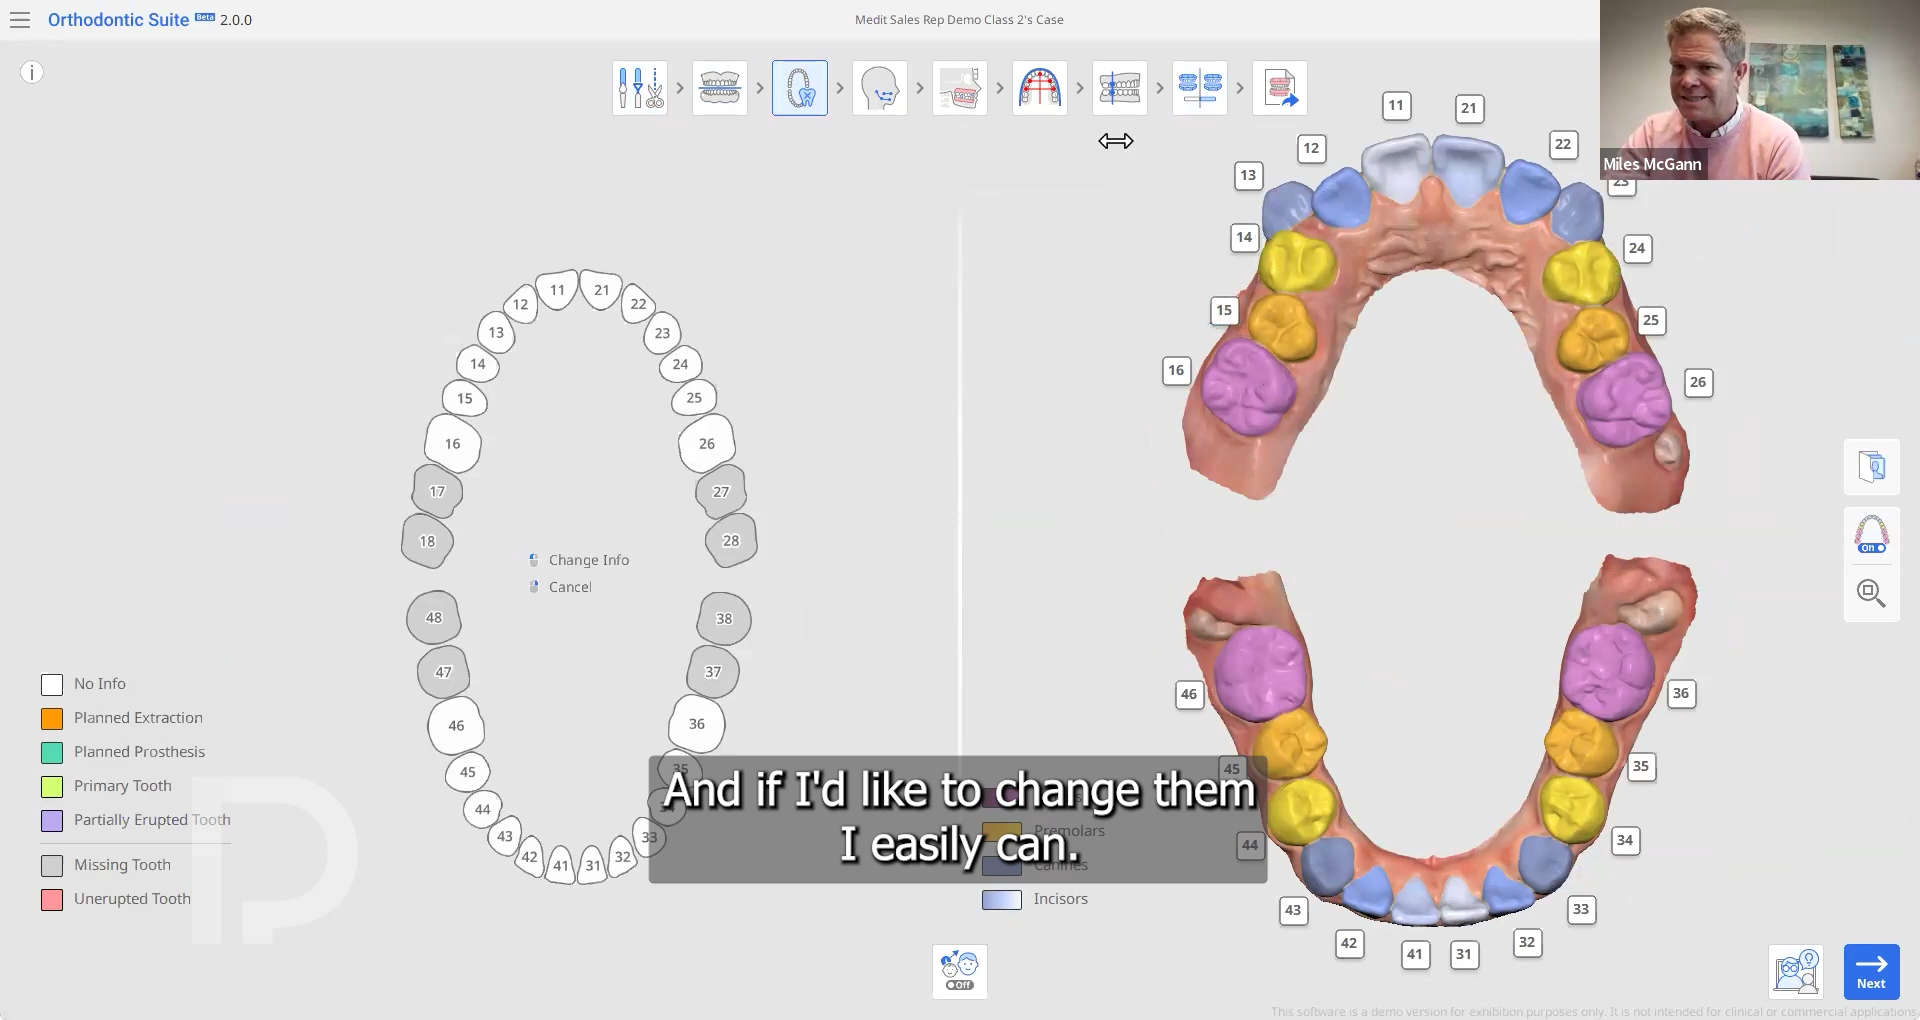 Orthodontic Suite Beta 2.0.0
Medit Sales Rep Demo Class 2's Case
Miles McGann
11
21
12
22
13
23
14
24
15
25
16
26
11
21
12
22
13
23
14
24
15
25
16
26
17
27
18
28
Change Info
Cancel
48
38
47
37
46
36
45
35
44
34
43
33
42
32
41
31
No Info
Planned Extraction
Planned Prosthesis
Primary Tooth
Partially Erupted Tooth
Missing Tooth
Unerupted Tooth
And if I'd like to change them
I easily can.
Premolars
Canines
Incisors
46
36
45
35
44
34
43
33
42
32
41
31
On
Off
Next
This software is a demo version for exhibition purposes only. It is not intended for clinical or commercial applications.